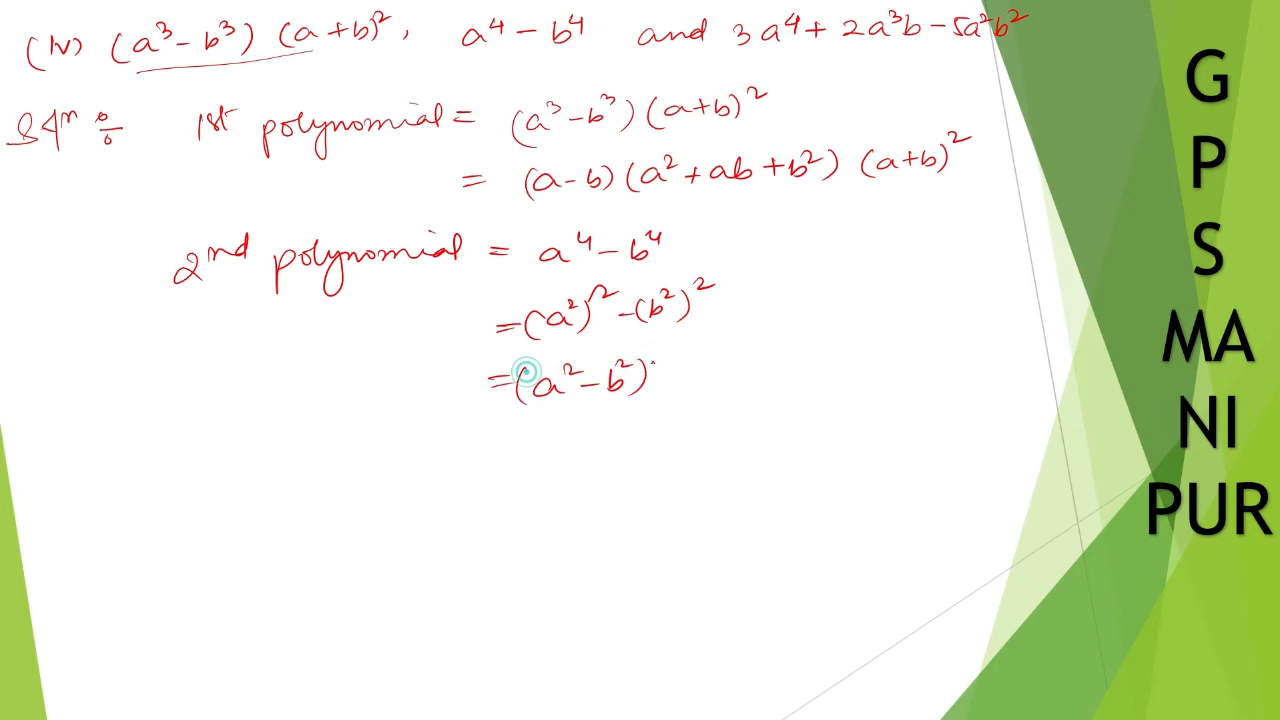 (iv) (a³ - b³) (a+b)², a⁴ - b⁴ and 3a⁴ + 2a³b - 5a²b²
Solⁿ : 1st polynomial = (a³ - b³) (a+b)²
= (a-b) (a² + ab + b²) (a+b)²
2nd polynomial = a⁴ - b⁴
= (a²)² - (b²)²
= (a² - b²)
G
P
S
MA
NI
PUR